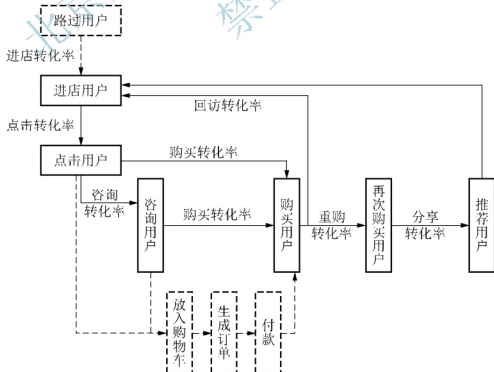 路过用户
进店转化率
进店用户
回访转化率
点击转化率
点击用户
购买转化率
咨询
转化率
咨询用户
购买转化率
购买用户
重购
转化率
再次购买用户
分享
转化率
推荐用户
放入购物车
生成订单
付款